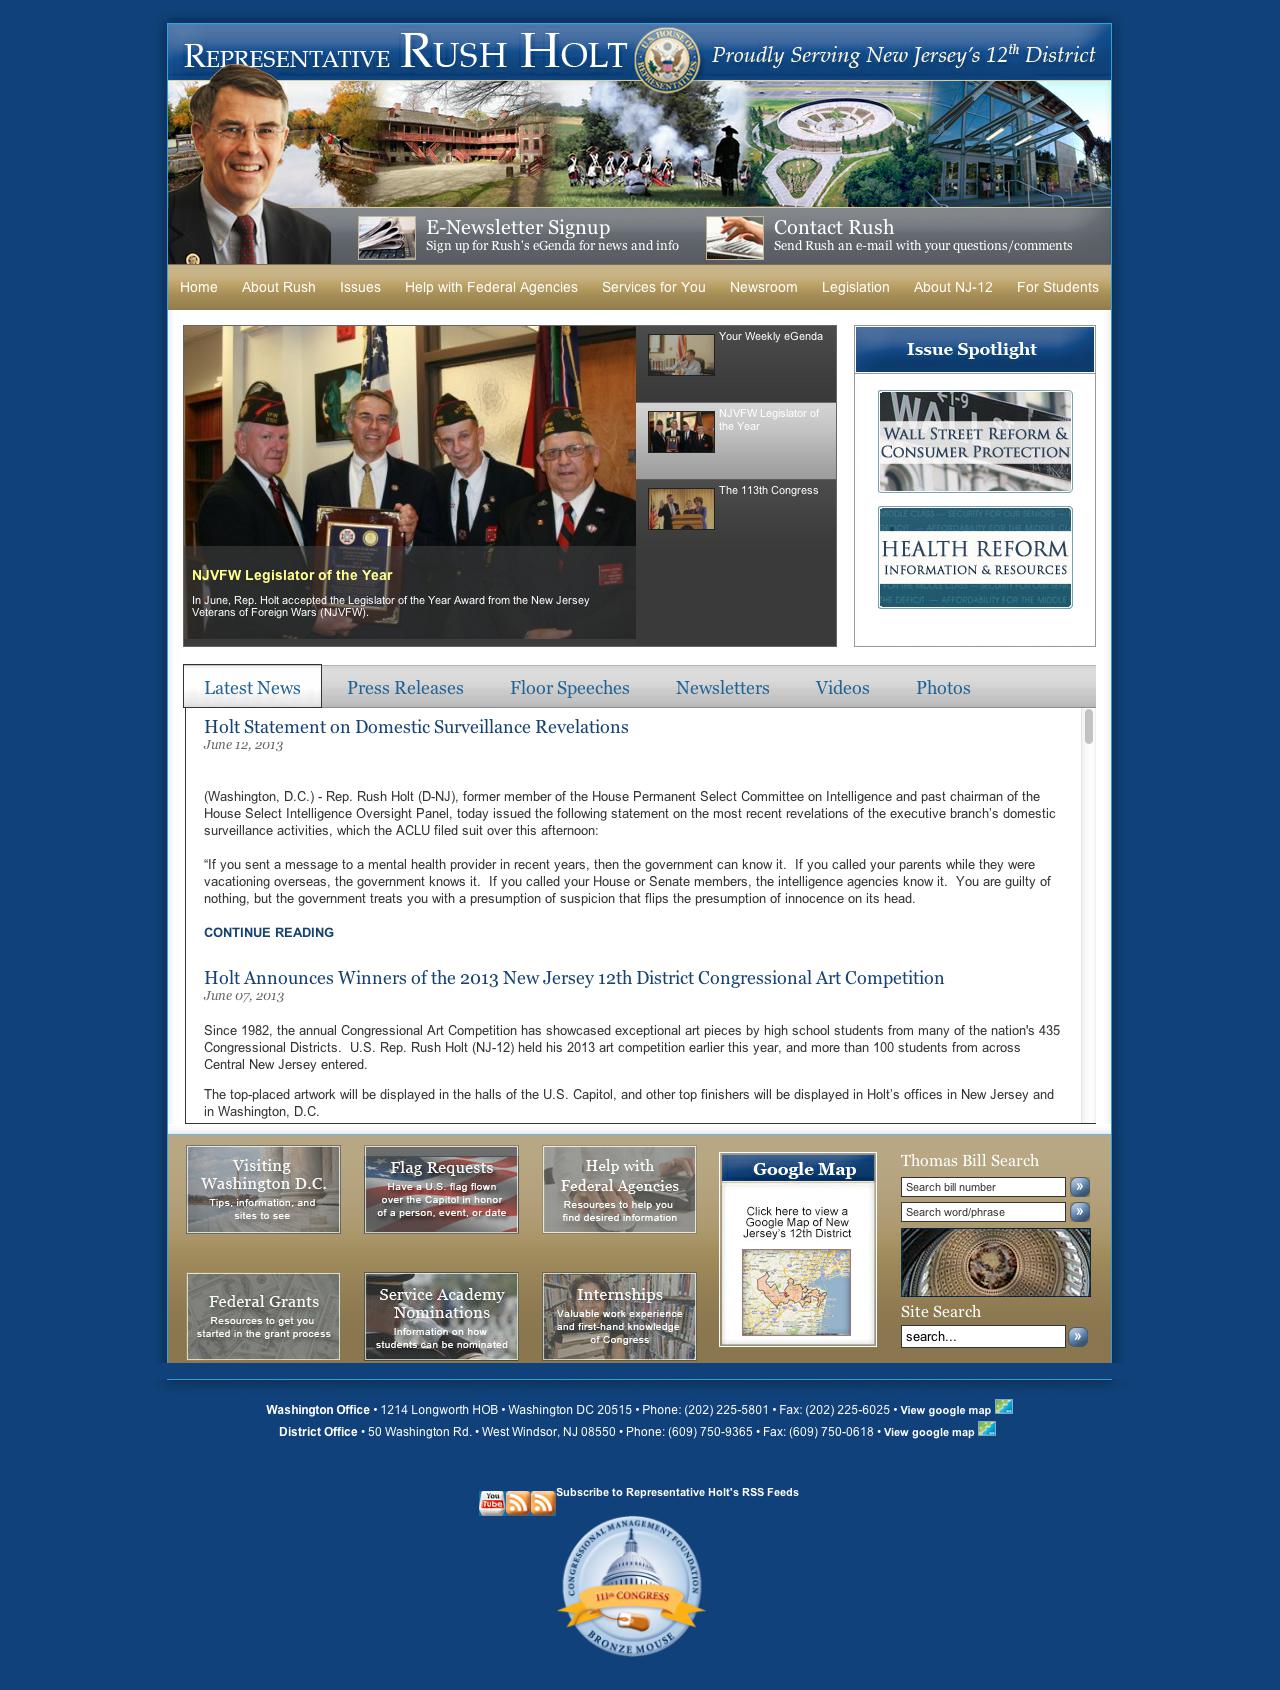 Representative Rush Holt
Proudly Serving New Jersey's 12th District
E-Newsletter Signup
Sign up for Rush's eGenda for news and info
Contact Rush
Send Rush an e-mail with your questions/comments
Home About Rush Issues Help with Federal Agencies Services for You Newsroom Legislation About NJ-12 For Students
NJVFW Legislator of the Year
In June, Rep. Holt accepted the Legislator of the Year Award from the New Jersey
Veterans of Foreign Wars (NJVFW).
Your Weekly eGenda
NJVFW Legislator of
the Year
The 113th Congress
Issue Spotlight
WALL STREET REFORM &
CONSUMER PROTECTION
HEALTH REFORM
INFORMATION & RESOURCES
Latest News Press Releases Floor Speeches Newsletters Videos Photos
Holt Statement on Domestic Surveillance Revelations
June 12, 2013
(Washington, D.C.) - Rep. Rush Holt (D-NJ), former member of the House Permanent Select Committee on Intelligence and past chairman of the
House Select Intelligence Oversight Panel, today issued the following statement on the most recent revelations of the executive branch's domestic
surveillance activities, which the ACLU filed suit over this afternoon:
“If you sent a message to a mental health provider in recent years, then the government can know it.  If you called your parents while they were
vacationing overseas, the government knows it.  If you called your House or Senate members, the intelligence agencies know it.  You are guilty of
nothing, but the government treats you with a presumption of suspicion that flips the presumption of innocence on its head.
CONTINUE READING
Holt Announces Winners of the 2013 New Jersey 12th District Congressional Art Competition
June 07, 2013
Since 1982, the annual Congressional Art Competition has showcased exceptional art pieces by high school students from many of the nation's 435
Congressional Districts.  U.S. Rep. Rush Holt (NJ-12) held his 2013 art competition earlier this year, and more than 100 students from across
Central New Jersey entered.
The top-placed artwork will be displayed in the halls of the U.S. Capitol, and other top finishers will be displayed in Holt's offices in New Jersey and
in Washington, D.C.
Visiting
Washington D.C.
Tips, information, and
sites to see
Flag Requests
Have a U.S. flag flown
over the Capitol in honor
of a person, event, or date
Help with
Federal Agencies
Resources to help you
find desired information
Federal Grants
Resources to get you
started in the grant process
Service Academy
Nominations
Information on how
students can be nominated
Internships
Valuable work experience
and first-hand knowledge
of Congress
Google Map
Click here to view a
Google Map of New
Jersey's 12th District
Thomas Bill Search
Search bill number »
Search word/phrase »
Site Search
search... »
Washington Office • 1214 Longworth HOB • Washington DC 20515 • Phone: (202) 225-5801 • Fax: (202) 225-6025 • View google map
District Office • 50 Washington Rd. • West Windsor, NJ 08550 • Phone: (609) 750-9365 • Fax: (609) 750-0618 • View google map
You
Tube
Subscribe to Representative Holt's RSS Feeds
CONGRESSIONAL MANAGEMENT FOUNDATION
111th CONGRESS
BRONZE MOUSE